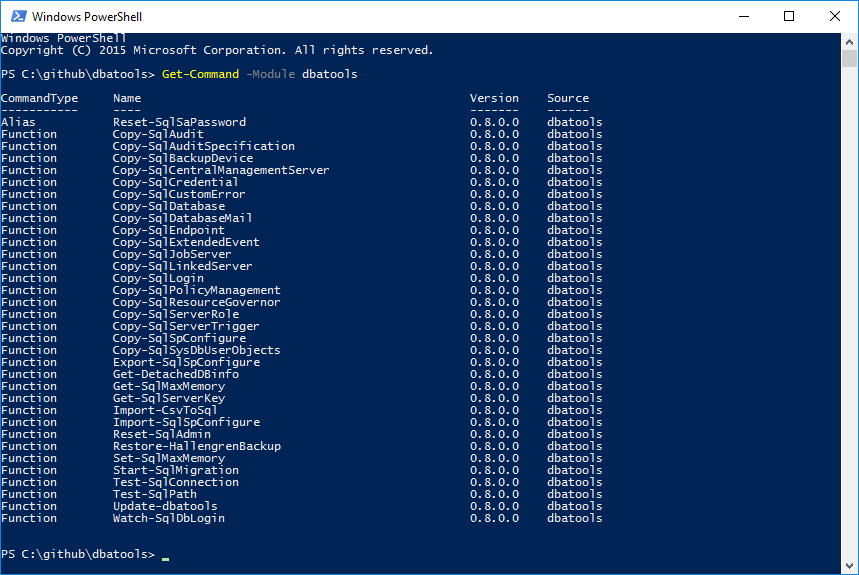 Windows PowerShell
Windows PowerShell
Copyright (C) 2015 Microsoft Corporation. All rights reserved.
PS C:\github\dbatools> Get-Command -Module dbatools
CommandType     Name                                               Version    Source
-----------     ----                                               -------    ------
Alias           Reset-SqlSaPassword                                0.8.0.0    dbatools
Function        Copy-SqlAudit                                      0.8.0.0    dbatools
Function        Copy-SqlAuditSpecification                         0.8.0.0    dbatools
Function        Copy-SqlBackupDevice                               0.8.0.0    dbatools
Function        Copy-SqlCentralManagementServer                    0.8.0.0    dbatools
Function        Copy-SqlCredential                                 0.8.0.0    dbatools
Function        Copy-SqlCustomError                                0.8.0.0    dbatools
Function        Copy-SqlDatabase                                   0.8.0.0    dbatools
Function        Copy-SqlDatabaseMail                               0.8.0.0    dbatools
Function        Copy-SqlEndpoint                                   0.8.0.0    dbatools
Function        Copy-SqlExtendedEvent                              0.8.0.0    dbatools
Function        Copy-SqlJobServer                                  0.8.0.0    dbatools
Function        Copy-SqlLinkedServer                               0.8.0.0    dbatools
Function        Copy-SqlLogin                                      0.8.0.0    dbatools
Function        Copy-SqlPolicyManagement                           0.8.0.0    dbatools
Function        Copy-SqlResourceGovernor                           0.8.0.0    dbatools
Function        Copy-SqlServerRole                                 0.8.0.0    dbatools
Function        Copy-SqlServerTrigger                              0.8.0.0    dbatools
Function        Copy-SqlSpConfigure                                0.8.0.0    dbatools
Function        Copy-SqlSysDbUserObjects                           0.8.0.0    dbatools
Function        Export-SqlSpConfigure                              0.8.0.0    dbatools
Function        Get-DetachedDBinfo                                 0.8.0.0    dbatools
Function        Get-SqlMaxMemory                                   0.8.0.0    dbatools
Function        Get-SqlServerKey                                   0.8.0.0    dbatools
Function        Import-CsvToSql                                    0.8.0.0    dbatools
Function        Import-SqlSpConfigure                              0.8.0.0    dbatools
Function        Reset-SqlAdmin                                     0.8.0.0    dbatools
Function        Restore-HallengrenBackup                           0.8.0.0    dbatools
Function        Set-SqlMaxMemory                                   0.8.0.0    dbatools
Function        Start-SqlMigration                                 0.8.0.0    dbatools
Function        Test-SqlConnection                                 0.8.0.0    dbatools
Function        Test-SqlPath                                       0.8.0.0    dbatools
Function        Update-dbatools                                    0.8.0.0    dbatools
Function        Watch-SqlDbLogin                                   0.8.0.0    dbatools
PS C:\github\dbatools> _